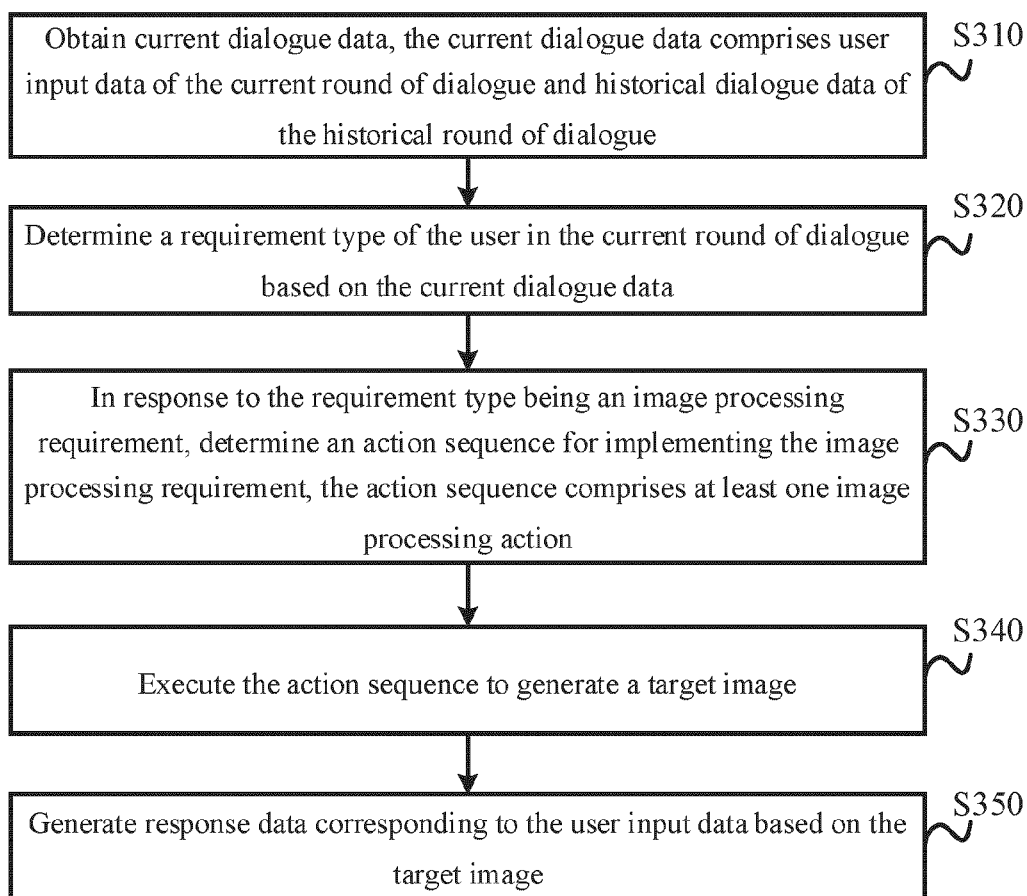 Obtain current dialogue data, the current dialogue data comprises user
input data of the current round of dialogue and historical dialogue data of
the historical round of dialogue
S310
Determine a requirement type of the user in the current round of dialogue
based on the current dialogue data
S320
In response to the requirement type being an image processing
requirement, determine an action sequence for implementing the image
processing requirement, the action sequence comprises at least one image
processing action
S330
Execute the action sequence to generate a target image
S340
Generate response data corresponding to the user input data based on the
target image
S350